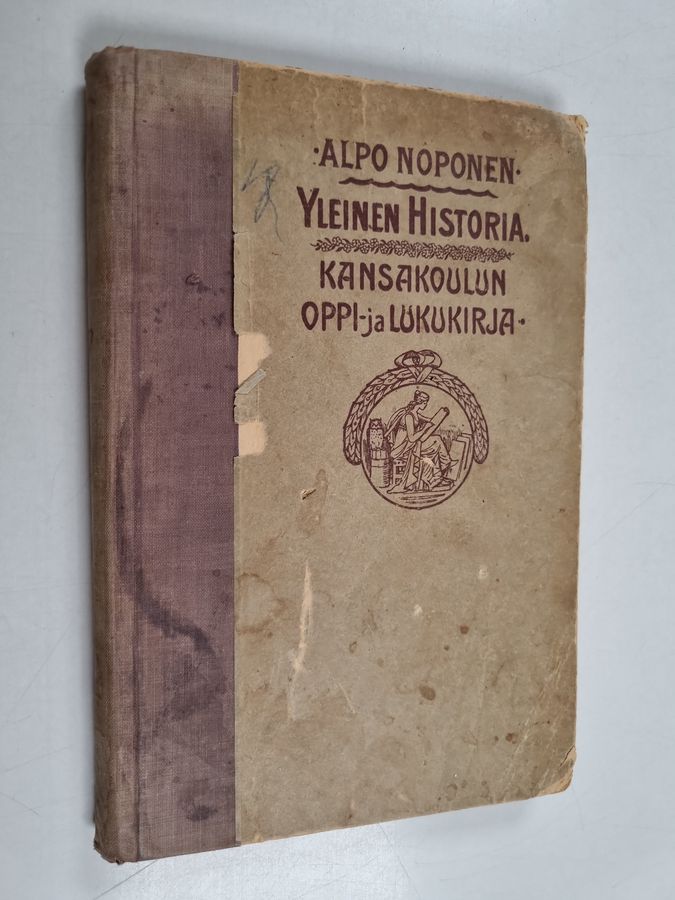 ·ALPO NOPONEN·
YLEINEN HISTORIA.
KANSAKOULUN
OPPI-ja LUKUKIRJA·